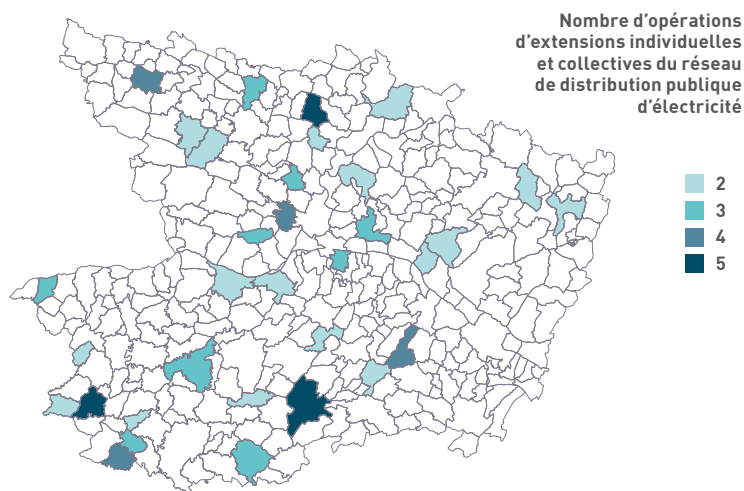 Nombre d’opérations
d’extensions individuelles
et collectives du réseau
de distribution publique
d’électricité
2
3
4
5